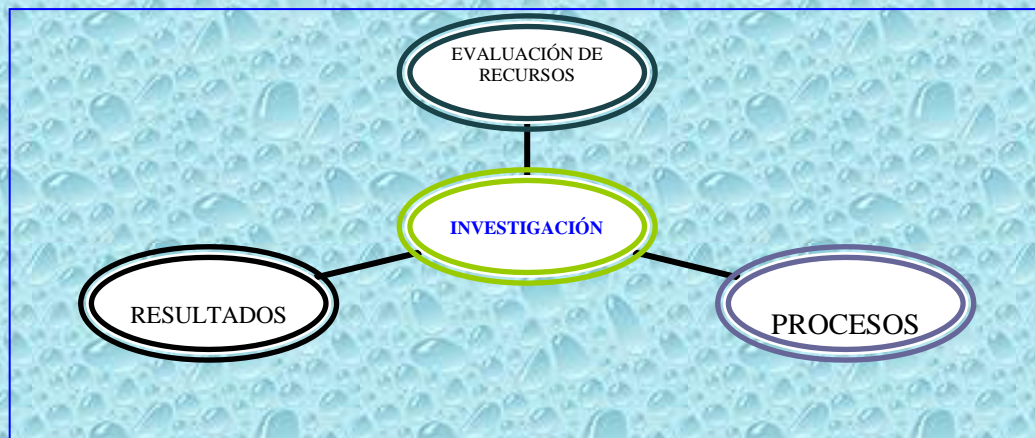 EVALUACIÓN DE
RECURSOS
INVESTIGACIÓN
RESULTADOS
PROCESOS